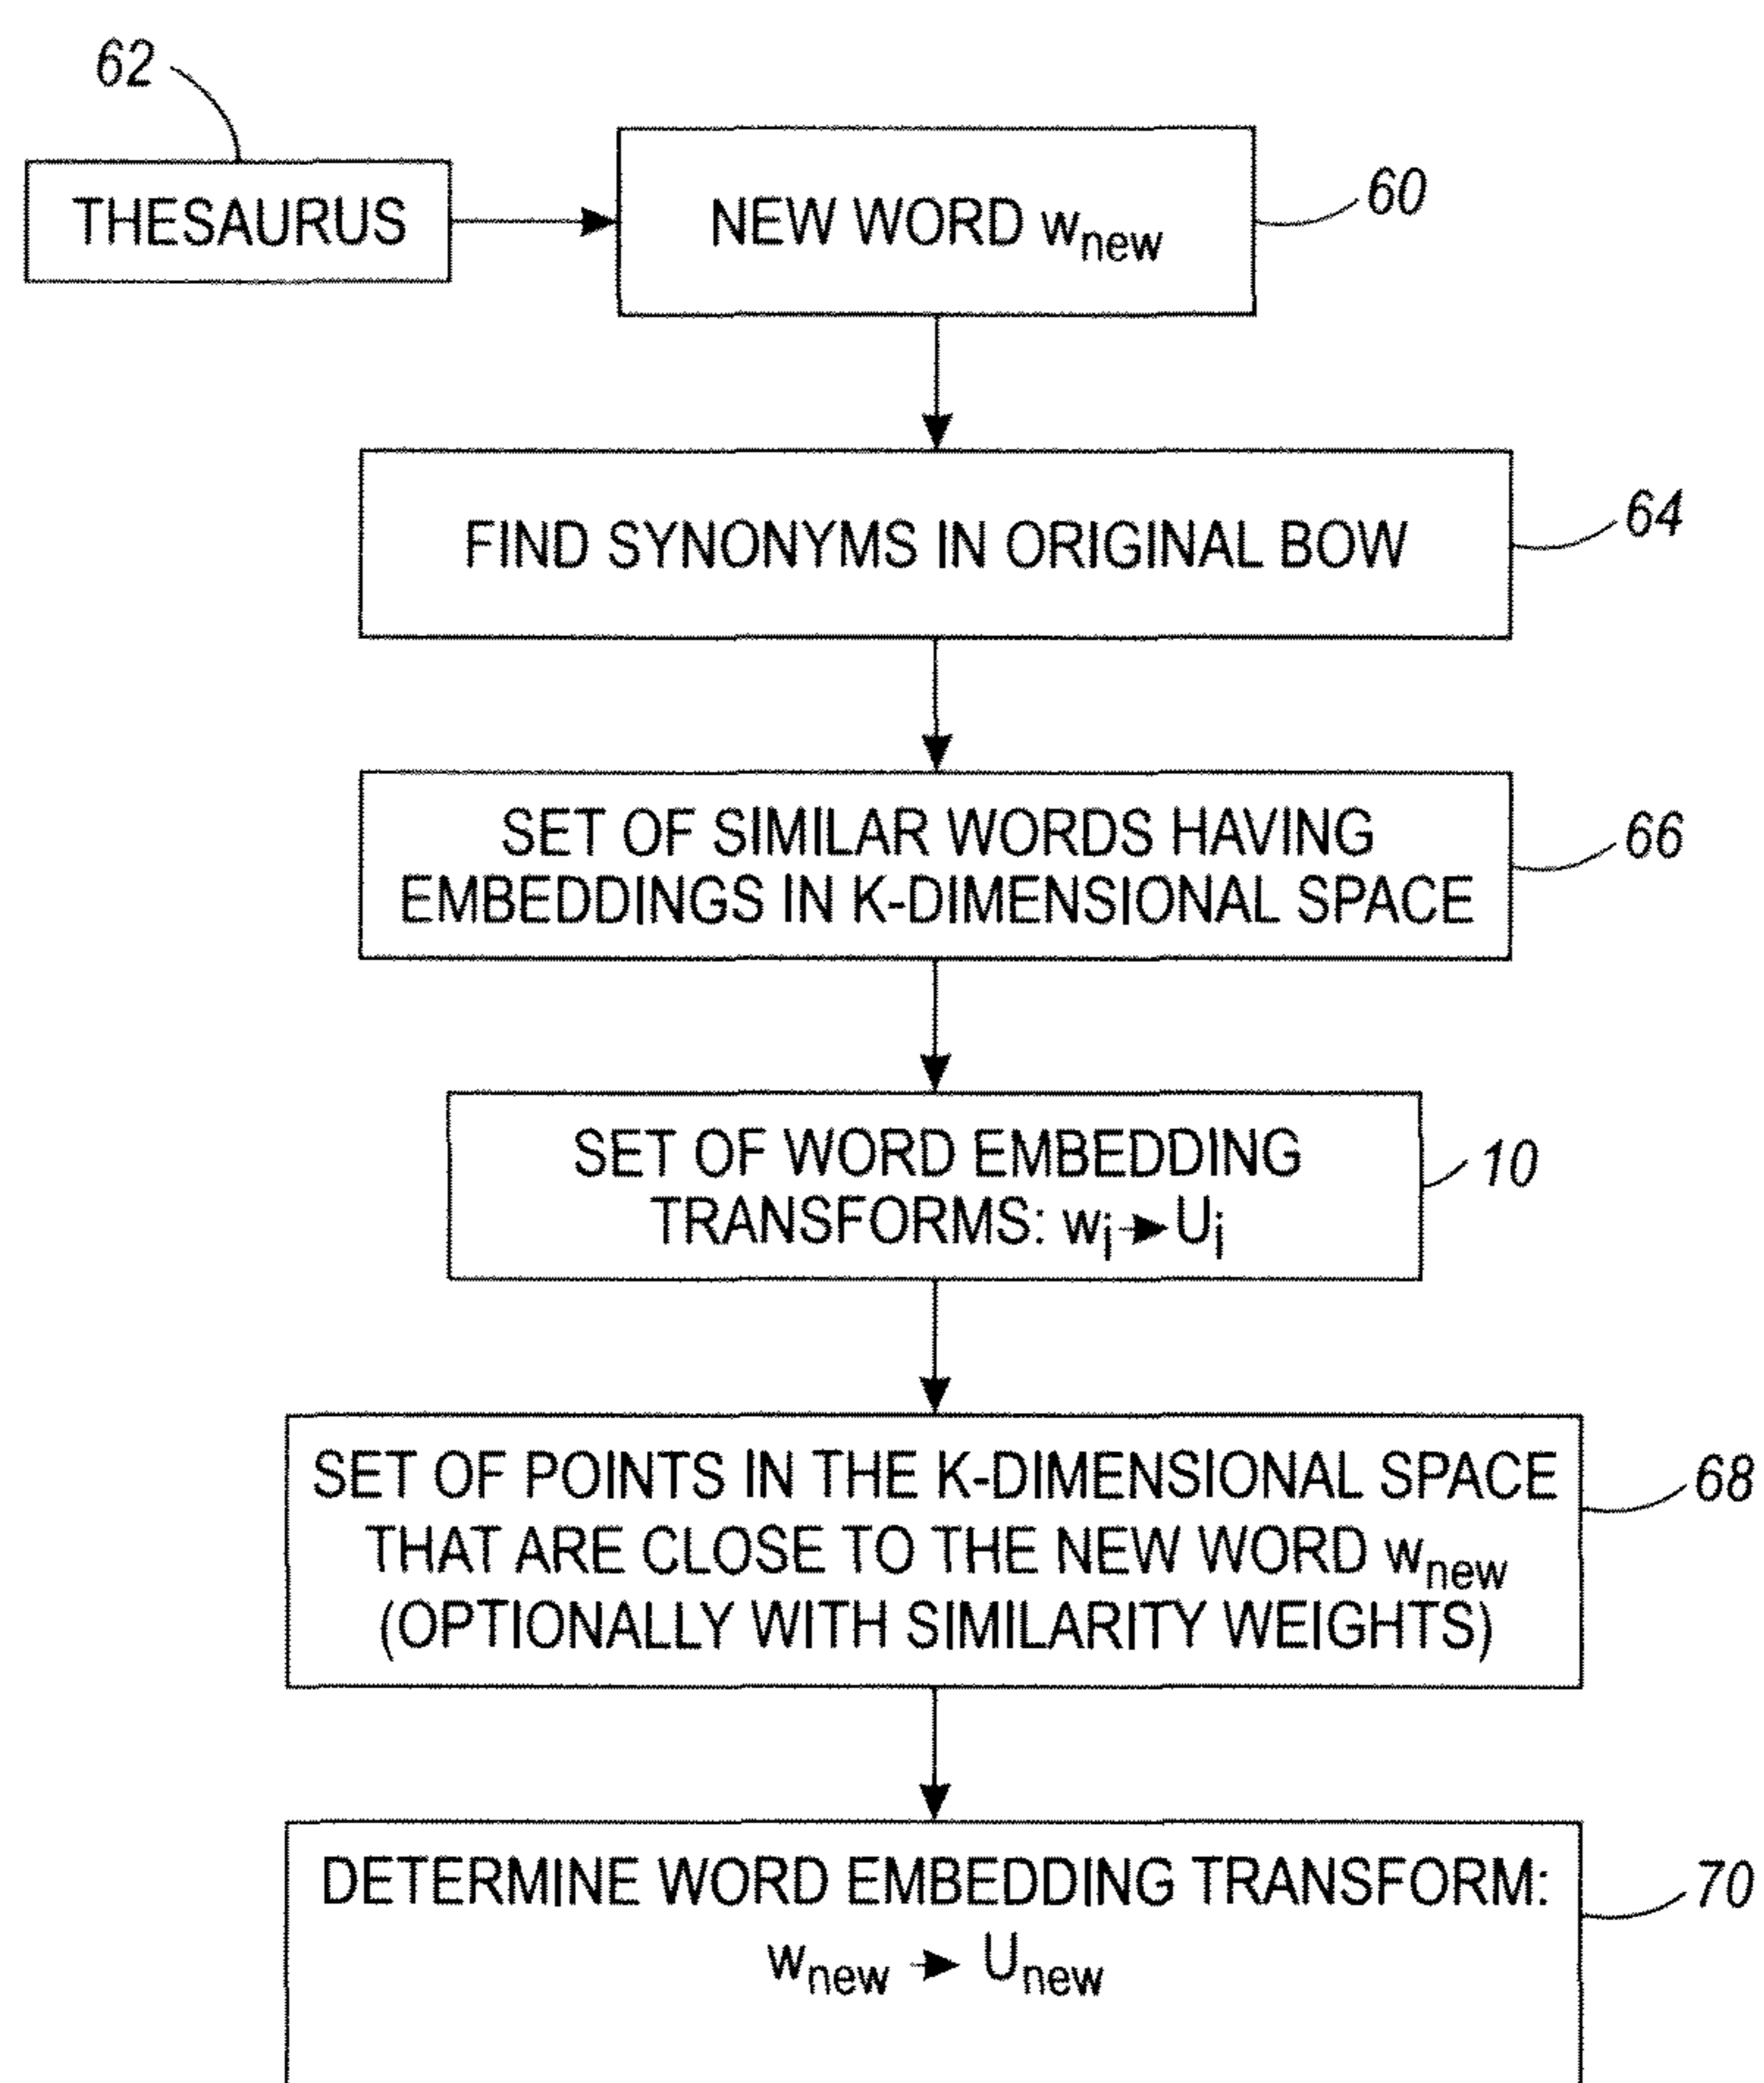 62
THESAURUS
NEW WORD wnew
60
FIND SYNONYMS IN ORIGINAL BOW
64
SET OF SIMILAR WORDS HAVING
EMBEDDINGS IN K-DIMENSIONAL SPACE
66
SET OF WORD EMBEDDING
TRANSFORMS: wi → Ui
10
SET OF POINTS IN THE K-DIMENSIONAL SPACE
THAT ARE CLOSE TO THE NEW WORD wnew
(OPTIONALLY WITH SIMILARITY WEIGHTS)
68
DETERMINE WORD EMBEDDING TRANSFORM:
wnew → Unew
70